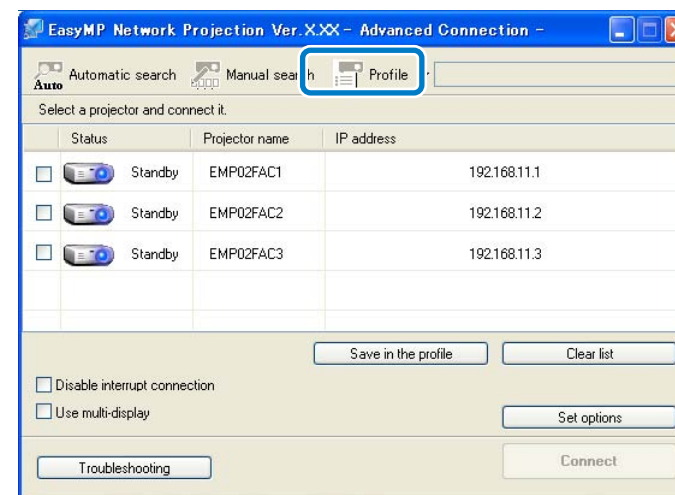 EasyMP Network Projection Ver.X.XX - Advanced Connection -
Auto Automatic search Manual search Profile
Select a projector and connect it.
Status Projector name IP address
Standby EMP02FAC1 192.168.11.1
Standby EMP02FAC2 192.168.11.2
Standby EMP02FAC3 192.168.11.3
Save in the profile Clear list
Disable interrupt connection
Use multi-display
Set options
Troubleshooting Connect